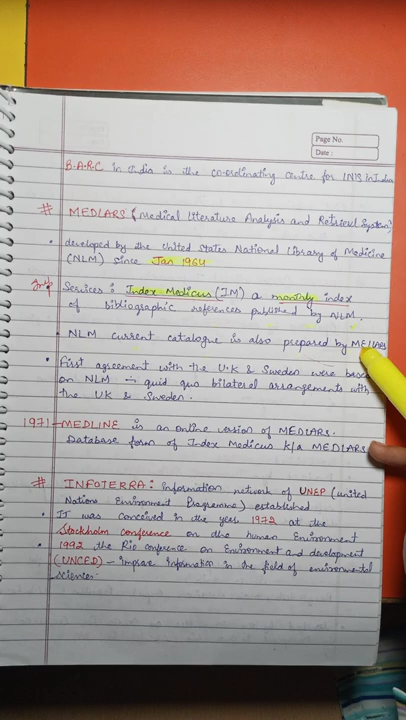 Page No.
Date :
B.A.R.C in India is the co-ordinating centre for INIS in India
# MEDLARS (Medical Literature Analysis and Retrieval System)
• developed by the United States National Library of Medicine
(NLM) since Jan 1964
Imp Services : Index Medicus (IM) a monthly index
of bibliographic references published by NLM.
• NLM current catalogue is also prepared by MEDLARS
• First agreement with the U.K & Sweden were based
on NLM quid quo bilateral arrangements with
the UK & Sweden.
1971 - MEDLINE is an online version of MEDLARS.
Database form of Index Medicus k/a MEDLARS
# INFOTERRA : Information network of UNEP (United
Nations Environment Programme) established
• IT was conceived in the year 1972 at the
Stockholm conference on the human Environment
• 1992 the Rio conference on Environment and development
(UNCED) - improve information in the field of environmental
sciences.